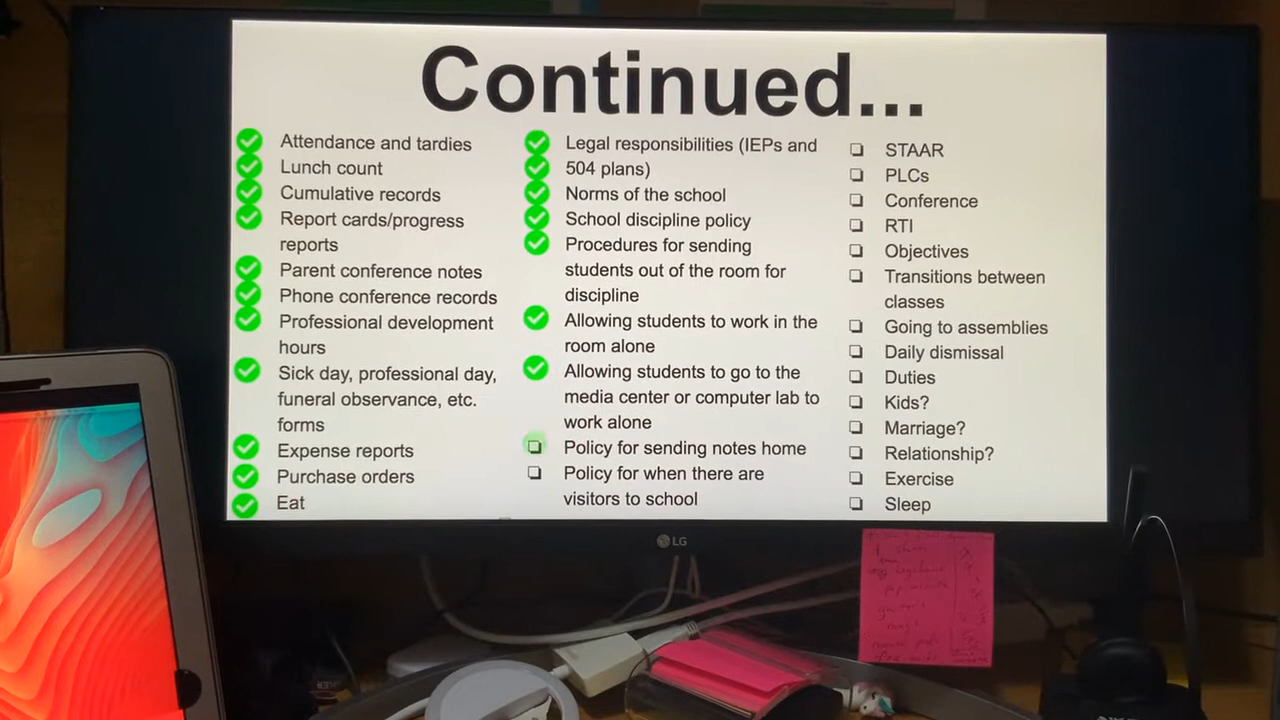 Continued...
Attendance and tardies
Lunch count
Cumulative records
Report cards/progress
reports
Parent conference notes
Phone conference records
Professional development
hours
Sick day, professional day,
funeral observance, etc.
forms
Expense reports
Purchase orders
Eat
Legal responsibilities (IEPs and
504 plans)
Norms of the school
School discipline policy
Procedures for sending
students out of the room for
discipline
Allowing students to work in the
room alone
Allowing students to go to the
media center or computer lab to
work alone
Policy for sending notes home
Policy for when there are
visitors to school
STAAR
PLCs
Conference
RTI
Objectives
Transitions between
classes
Going to assemblies
Daily dismissal
Duties
Kids?
Marriage?
Relationship?
Exercise
Sleep
LG